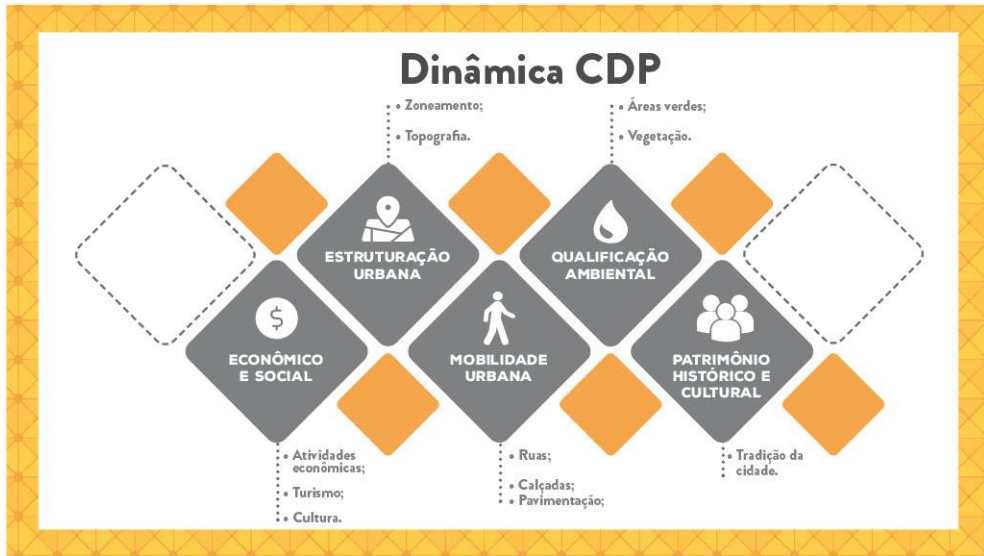 Dinâmica CDP
• Zoneamento;
• Topografia.
• Áreas verdes;
• Vegetação.
ESTRUTURAÇÃO
URBANA
QUALIFICAÇÃO
AMBIENTAL
$
ECONÔMICO
E SOCIAL
MOBILIDADE
URBANA
PATRIMÔNIO
HISTÓRICO E
CULTURAL
• Atividades
econômicas;
• Turismo;
• Cultura.
• Ruas;
• Calçadas;
• Pavimentação;
• Tradição da
cidade.